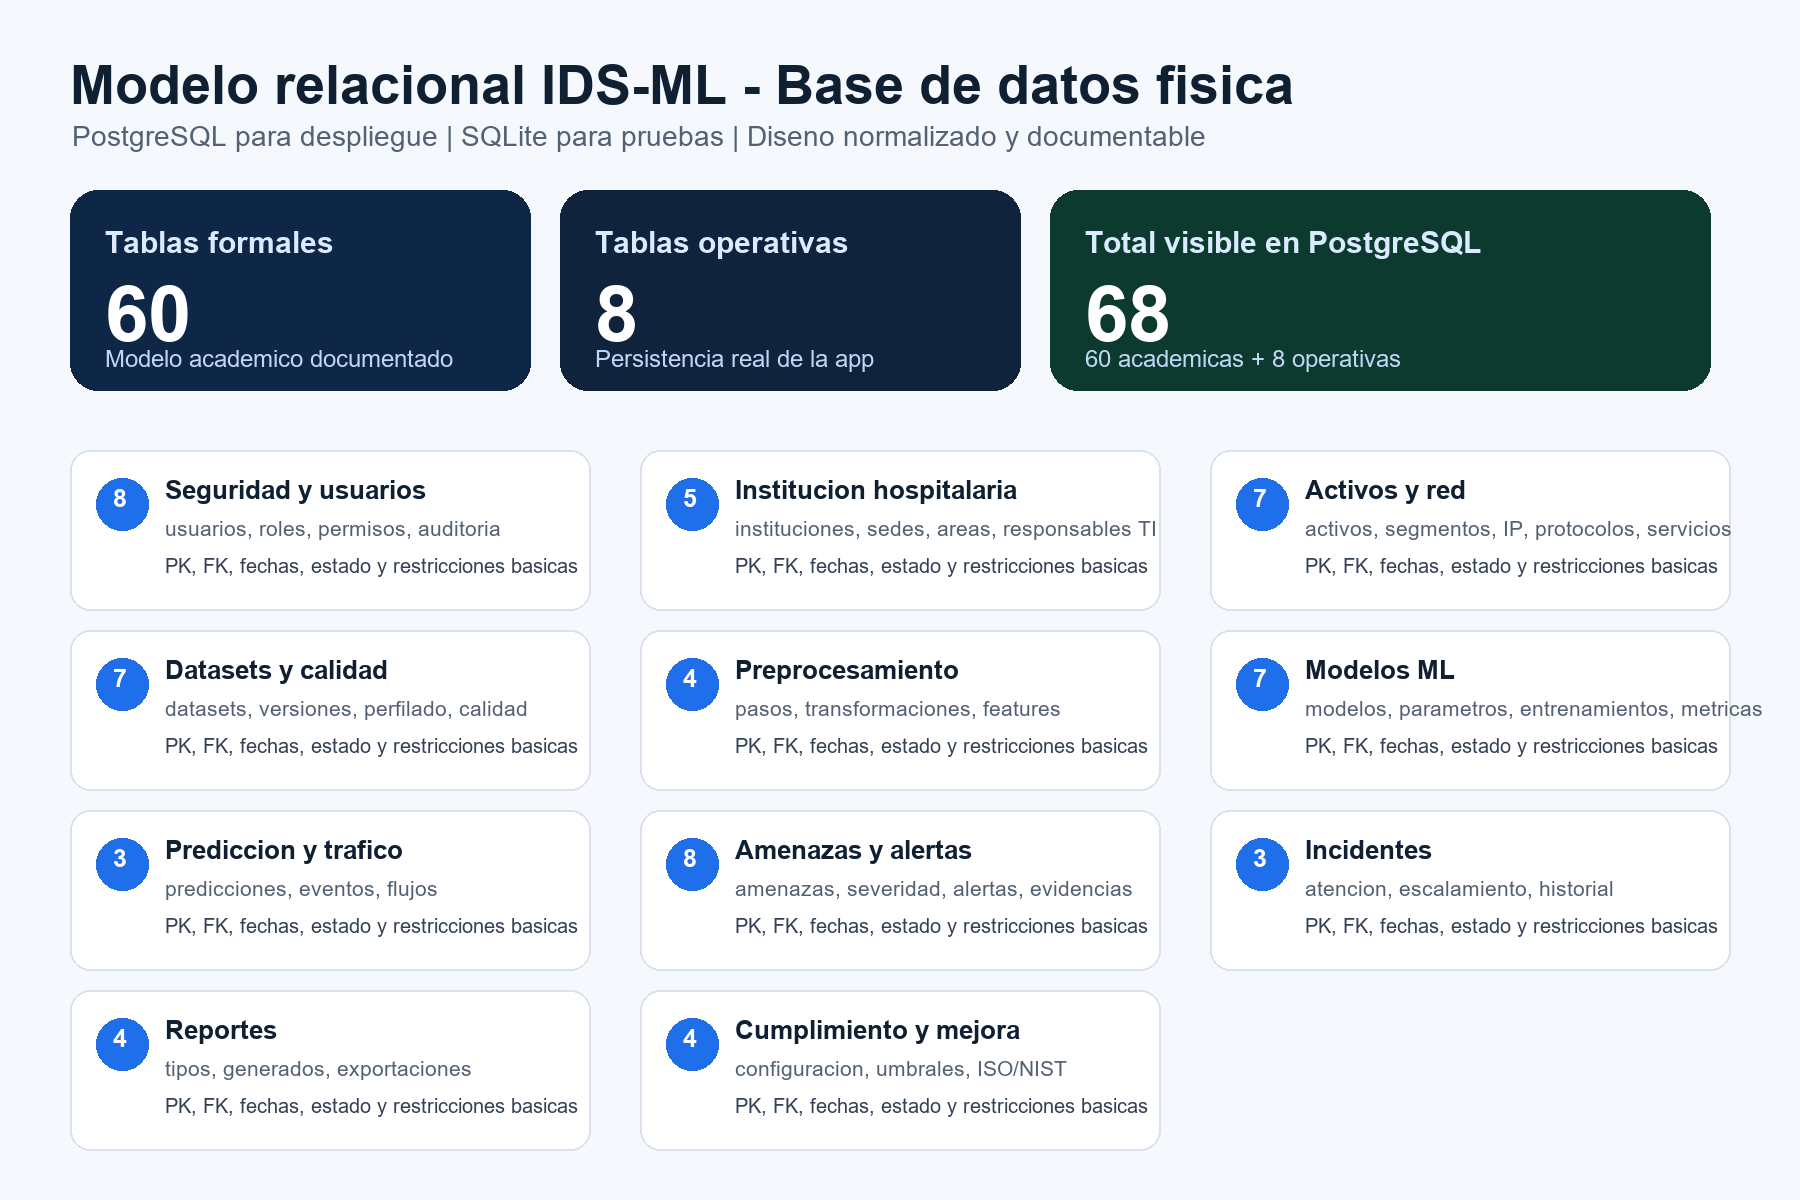 Modelo relacional IDS-ML - Base de datos fisica
PostgreSQL para despliegue | SQLite para pruebas | Diseno normalizado y documentable
Tablas formales
60
Modelo academico documentado
Tablas operativas
8
Persistencia real de la app
Total visible en PostgreSQL
68
60 academicas + 8 operativas
8
Seguridad y usuarios
usuarios, roles, permisos, auditoria
PK, FK, fechas, estado y restricciones basicas
5
Institucion hospitalaria
instituciones, sedes, areas, responsables TI
PK, FK, fechas, estado y restricciones basicas
7
Activos y red
activos, segmentos, IP, protocolos, servicios
PK, FK, fechas, estado y restricciones basicas
7
Datasets y calidad
datasets, versiones, perfilado, calidad
PK, FK, fechas, estado y restricciones basicas
4
Preprocesamiento
pasos, transformaciones, features
PK, FK, fechas, estado y restricciones basicas
7
Modelos ML
modelos, parametros, entrenamientos, metricas
PK, FK, fechas, estado y restricciones basicas
3
Prediccion y trafico
predicciones, eventos, flujos
PK, FK, fechas, estado y restricciones basicas
8
Amenazas y alertas
amenazas, severidad, alertas, evidencias
PK, FK, fechas, estado y restricciones basicas
3
Incidentes
atencion, escalamiento, historial
PK, FK, fechas, estado y restricciones basicas
4
Reportes
tipos, generados, exportaciones
PK, FK, fechas, estado y restricciones basicas
4
Cumplimiento y mejora
configuracion, umbrales, ISO/NIST
PK, FK, fechas, estado y restricciones basicas